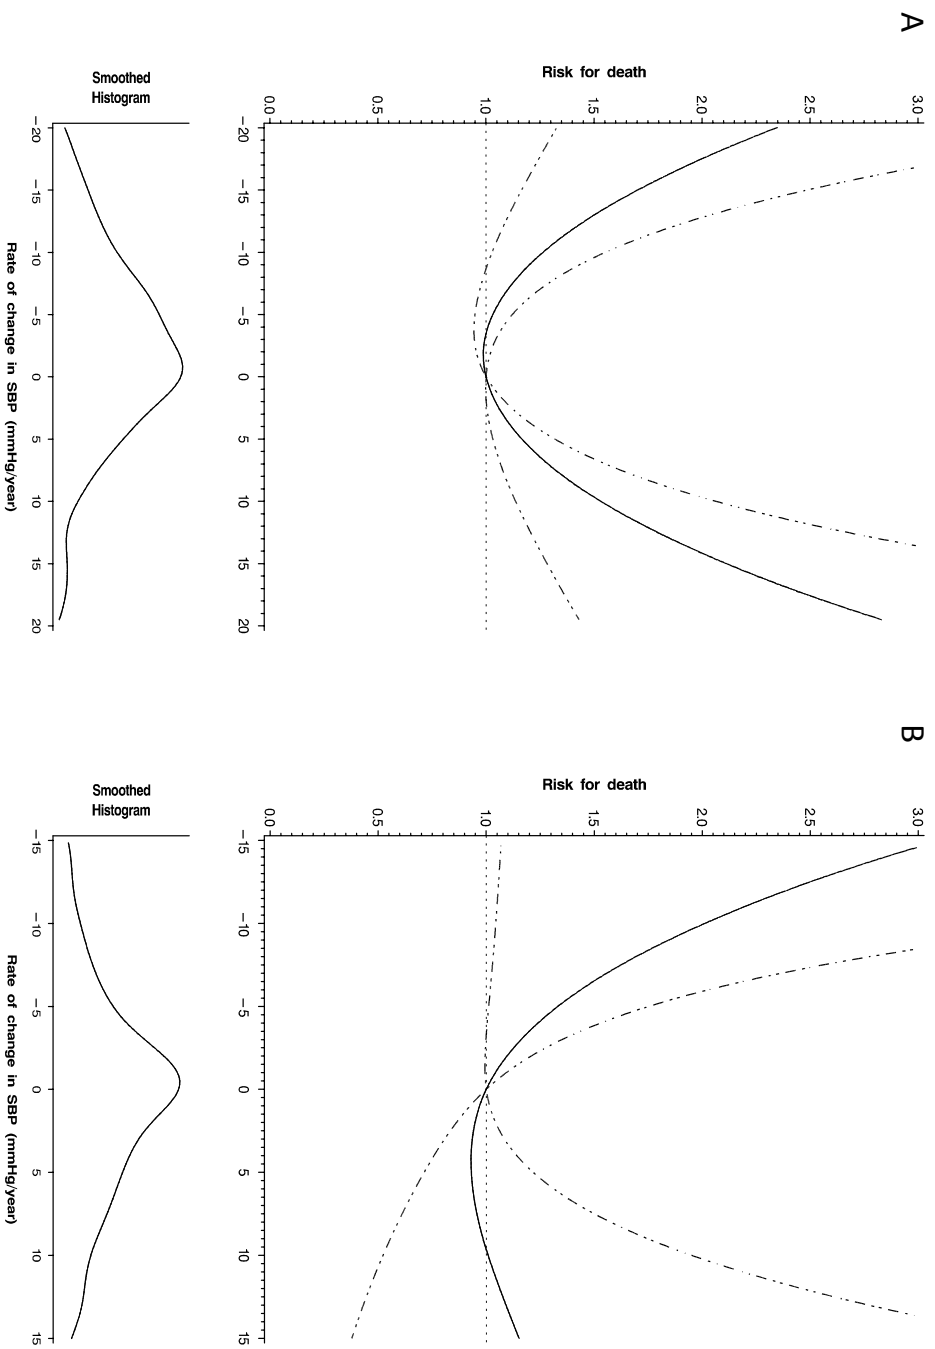 A
Risk for death
3.0
2.5
2.0
1.5
1.0
0.5
0.0
−20 −15 −10 −5 0 5 10 15 20
Smoothed
Histogram
−20 −15 −10 −5 0 5 10 15 20
Rate of change in SBP (mmHg/year)
B
Risk for death
3.0
2.5
2.0
1.5
1.0
0.5
0.0
−15 −10 −5 0 5 10 15
Smoothed
Histogram
−15 −10 −5 0 5 10 15
Rate of change in SBP (mmHg/year)